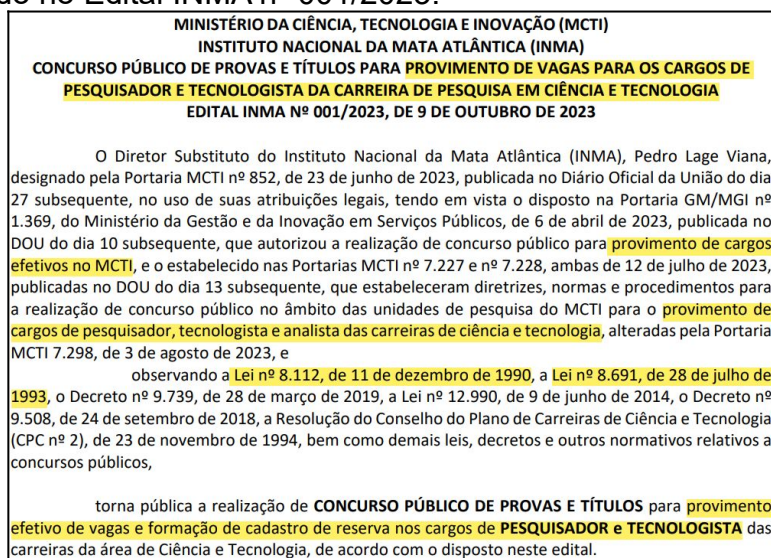 MINISTÉRIO DA CIÊNCIA, TECNOLOGIA E INOVAÇÃO (MCTI)
INSTITUTO NACIONAL DA MATA ATLÂNTICA (INMA)
CONCURSO PÚBLICO DE PROVAS E TÍTULOS PARA PROVIMENTO DE VAGAS PARA OS CARGOS DE
PESQUISADOR E TECNOLOGISTA DA CARREIRA DE PESQUISA EM CIÊNCIA E TECNOLOGIA
EDITAL INMA Nº 001/2023, DE 9 DE OUTUBRO DE 2023
O Diretor Substituto do Instituto Nacional da Mata Atlântica (INMA), Pedro Lage Viana,
designado pela Portaria MCTI nº 852, de 23 de junho de 2023, publicada no Diário Oficial da União do dia
27 subsequente, no uso de suas atribuições legais, tendo em vista o disposto na Portaria GM/MGI nº
1.369, do Ministério da Gestão e da Inovação em Serviços Públicos, de 6 de abril de 2023, publicada no
DOU do dia 10 subsequente, que autorizou a realização de concurso público para provimento de cargos
efetivos no MCTI, e o estabelecido nas Portarias MCTI nº 7.227 e nº 7.228, ambas de 12 de julho de 2023,
publicadas no DOU do dia 13 subsequente, que estabeleceram diretrizes, normas e procedimentos para
a realização de concurso público no âmbito das unidades de pesquisa do MCTI para o provimento de
cargos de pesquisador, tecnologista e analista das carreiras de ciência e tecnologia, alteradas pela Portaria
MCTI 7.298, de 3 de agosto de 2023, e
observando a Lei nº 8.112, de 11 de dezembro de 1990, a Lei nº 8.691, de 28 de julho de
1993, o Decreto nº 9.739, de 28 de março de 2019, a Lei nº 12.990, de 9 de junho de 2014, o Decreto nº
9.508, de 24 de setembro de 2018, a Resolução do Conselho do Plano de Carreiras de Ciência e Tecnologia
(CPC nº 2), de 23 de novembro de 1994, bem como demais leis, decretos e outros normativos relativos a
concursos públicos,
torna pública a realização de CONCURSO PÚBLICO DE PROVAS E TÍTULOS para provimento
efetivo de vagas e formação de cadastro de reserva nos cargos de PESQUISADOR e TECNOLOGISTA das
carreiras da área de Ciência e Tecnologia, de acordo com o disposto neste edital.